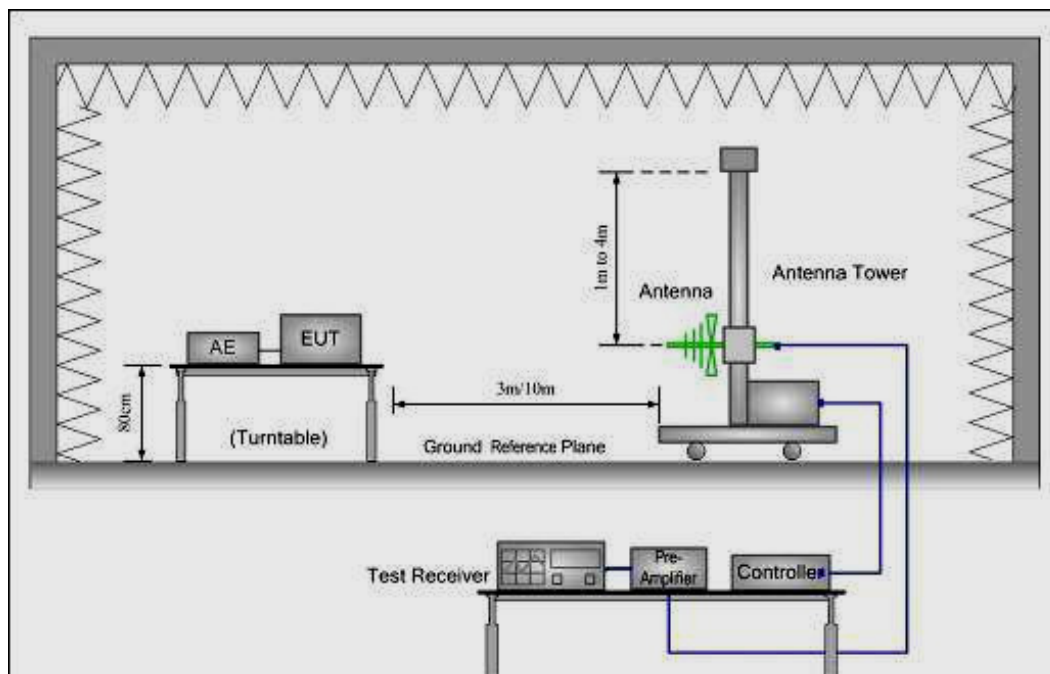 1m to 4m
Antenna Tower
Antenna
AE
EUT
80cm
3m/10m
(Turntable)
Ground Reference Plane
Test Receiver
Pre-
Amplifier
Controller